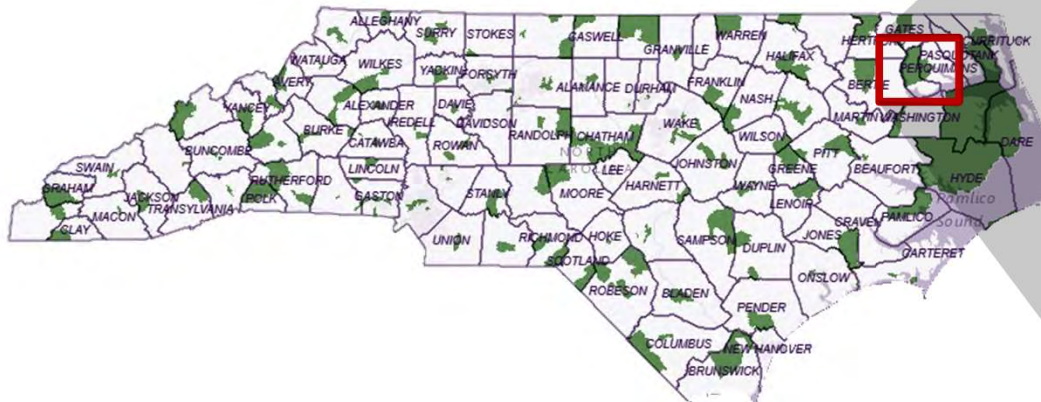 ALLEGHANY
SURRY
STOKES
CASWELL
GRANVILLE
WARREN
HALIFAX
GATES
CURRITUCK
PASQUOTANK
PERQUIMANS
WATAUGA
WILKES
YADKIN
FORSYTH
ALAMANCE
DURHAM
FRANKLIN
NASH
BERTIE
AVERY
YANCEY
ALEXANDER
DAVIE
IREDELL
DAVIDSON
RANDOLPH
CHATHAM
WAKE
WILSON
MARTIN
WASHINGTON
DARE
BUNCOMBE
BURKE
CATAWBA
ROWAN
NORTH
CAROLINA
LEE
JOHNSTON
GREENE
PITT
BEAUFORT
HYDE
SWAIN
GRAHAM
RUTHERFORD
LINCOLN
GASTON
STANLY
MOORE
HARNETT
WAYNE
LENOIR
Pamlico
Sound
JACKSON
MACON
TRANSYLVANIA
POLK
CLAY
UNION
RICHMOND
HOKE
SCOTLAND
SAMPSON
DUPLIN
JONES
CRAVEN
PAMLICO
CARTERET
ONSLOW
ROBESON
BLADEN
PENDER
COLUMBUS
NEW HANOVER
BRUNSWICK